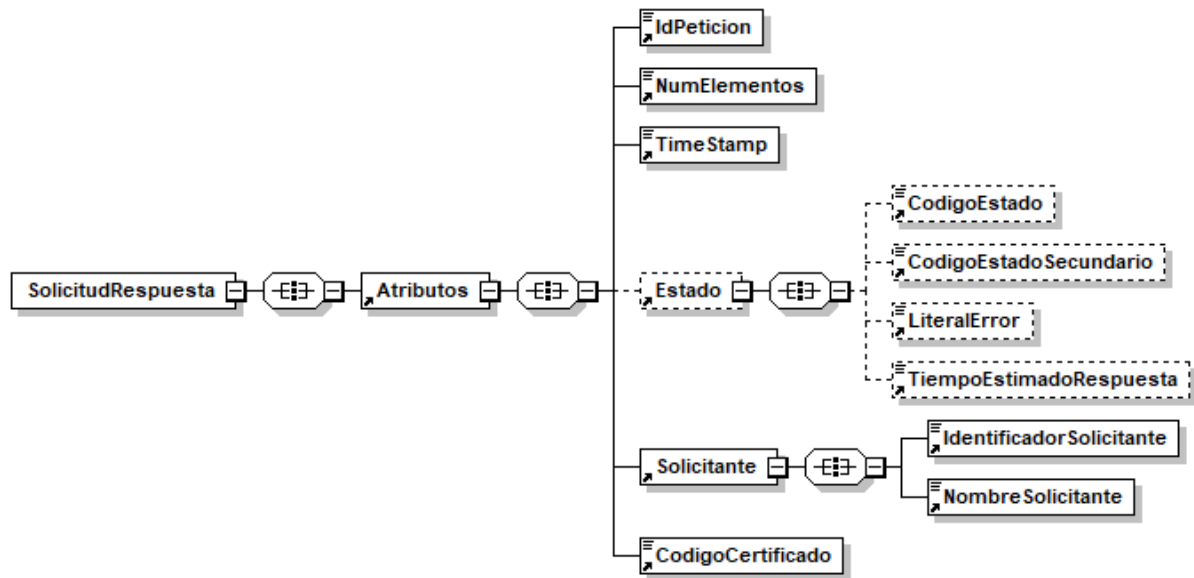 IdPeticion
NumElementos
TimeStamp
CodigoEstado
CodigoEstadoSecundario
SolicitudRespuesta
Atributos
Estado
LiteralError
TiempoEstimadoRespuesta
IdentificadorSolicitante
Solicitante
NombreSolicitante
CodigoCertificado